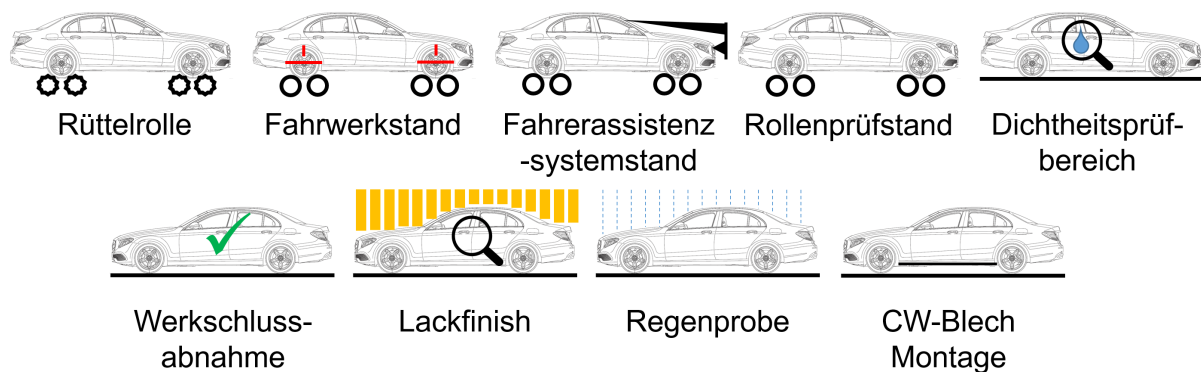 Rüttelrolle
Fahrwerkstand
Fahrerassistenz
-systemstand
Rollenprüfstand
Dichtheitsprüf-
bereich
Werkschluss-
abnahme
Lackfinish
Regenprobe
CW-Blech
Montage